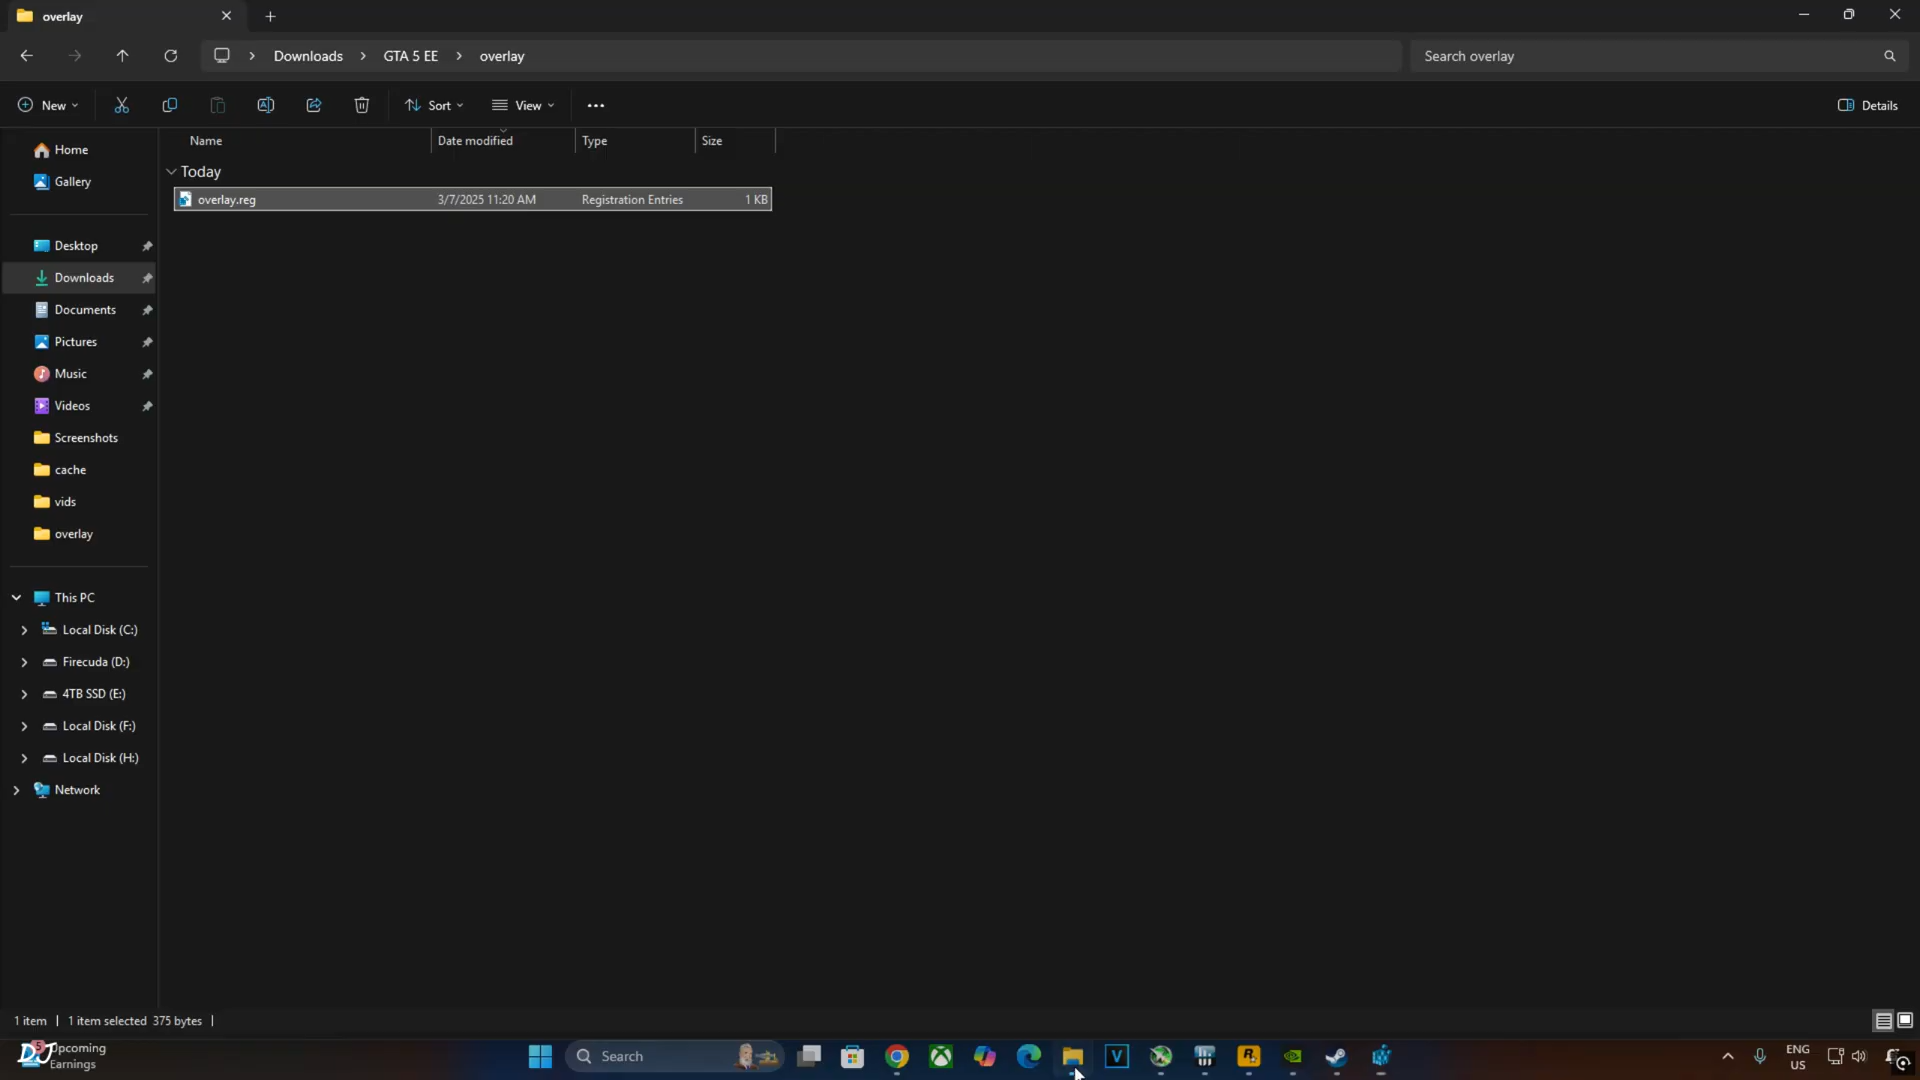 overlay
Downloads
GTA 5 EE
overlay
Search overlay
New
Sort
View
Details
Name
Date modified
Type
Size
Today
overlay.reg
3/7/2025 11:20 AM
Registration Entries
1 KB
Home
Gallery
Desktop
Downloads
Documents
Pictures
Music
Videos
Screenshots
cache
vids
overlay
This PC
Local Disk (C:)
Firecuda (D:)
4TB SSD (E:)
Local Disk (F:)
Local Disk (H:)
Network
1 item
1 item selected 375 bytes
DJ
5
Upcoming
Earnings
Search
V
R
ENG
US